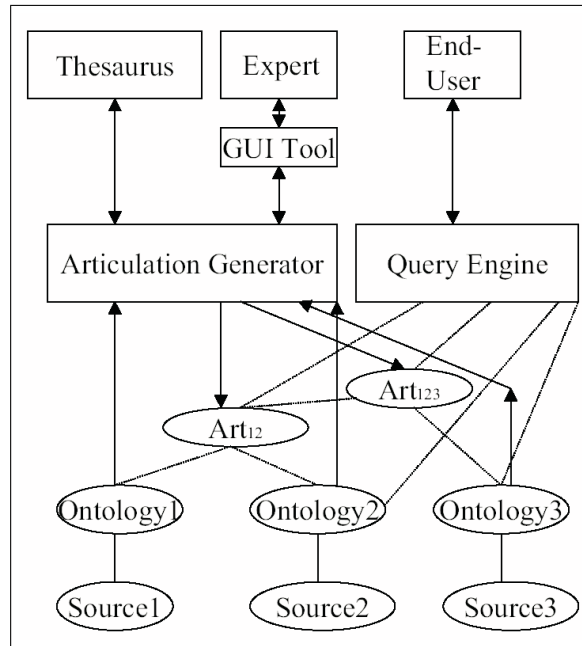 Thesaurus
Expert
End-
User
GUI Tool
Articulation Generator
Query Engine
Art123
Art12
Ontology1
Ontology2
Ontology3
Source1
Source2
Source3